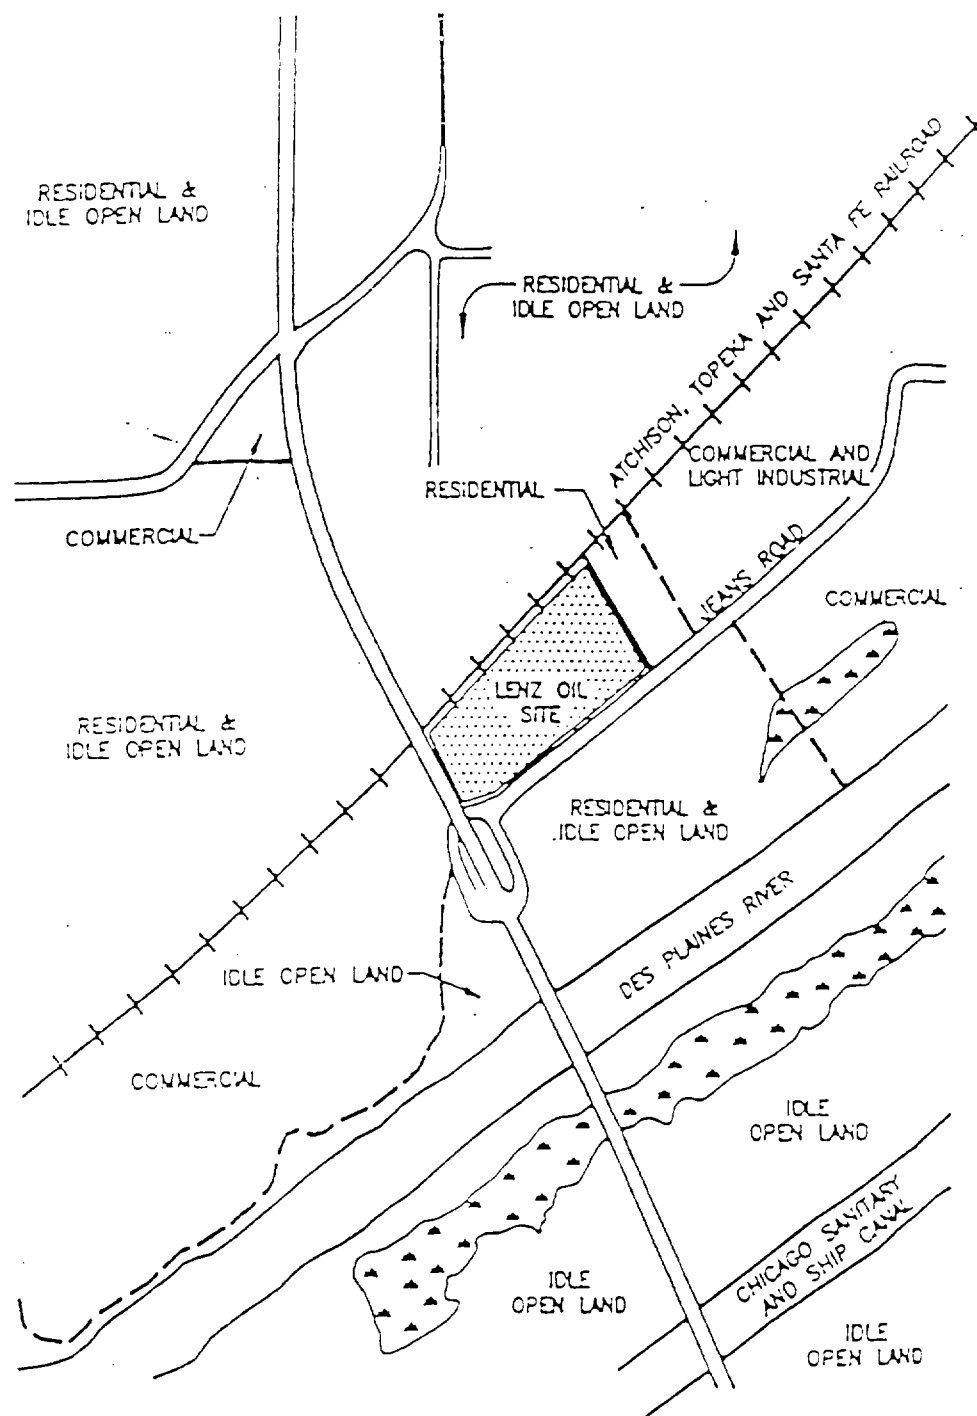 RESIDENTIAL &
IDLE OPEN LAND
ATCHISON, TOPEKA AND SANTA FE RAILROAD
RESIDENTIAL &
IDLE OPEN LAND
COMMERCIAL AND
LIGHT INDUSTRIAL
RESIDENTIAL
COMMERCIAL
JEANS ROAD
COMMERCIAL
LENZ OIL
SITE
RESIDENTIAL &
IDLE OPEN LAND
RESIDENTIAL &
IDLE OPEN LAND
DES PLAINES RIVER
IDLE OPEN LAND
COMMERCIAL
IDLE
OPEN LAND
CHICAGO SANITARY
AND SHIP CANAL
IDLE
OPEN LAND
IDLE
OPEN LAND